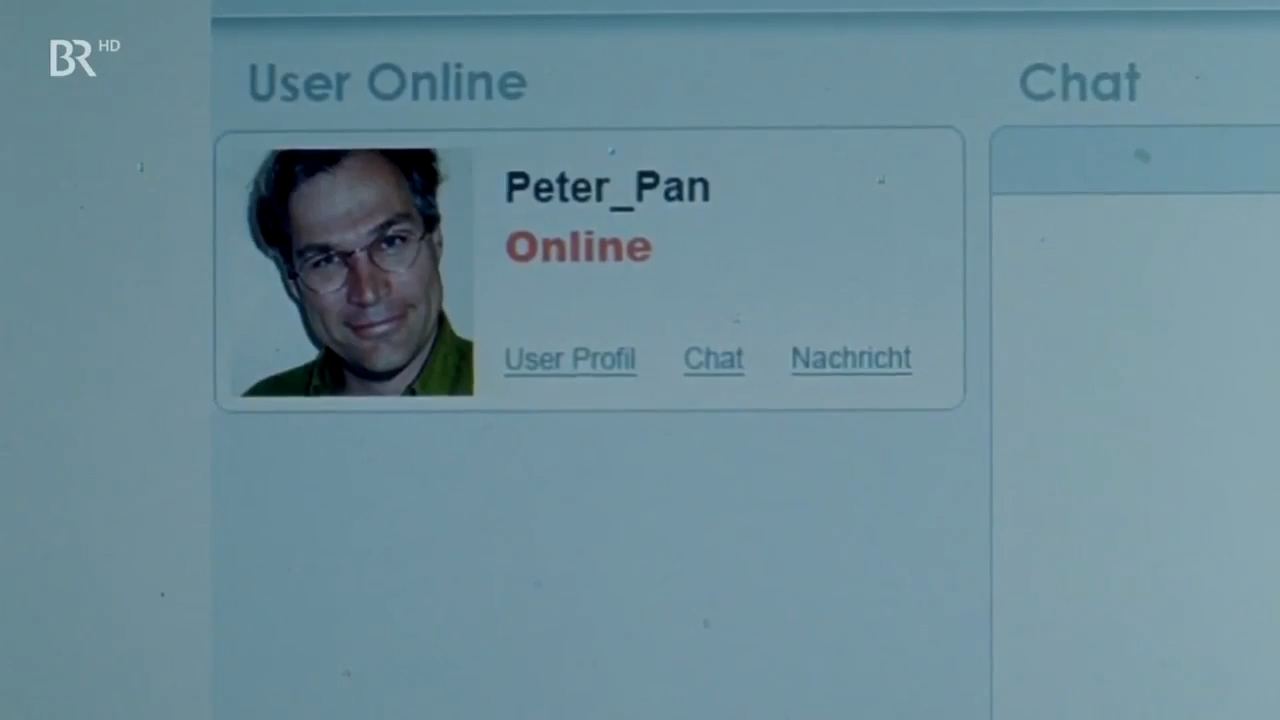 BR HD
User Online
Chat
Peter_Pan
Online
User Profil Chat Nachricht